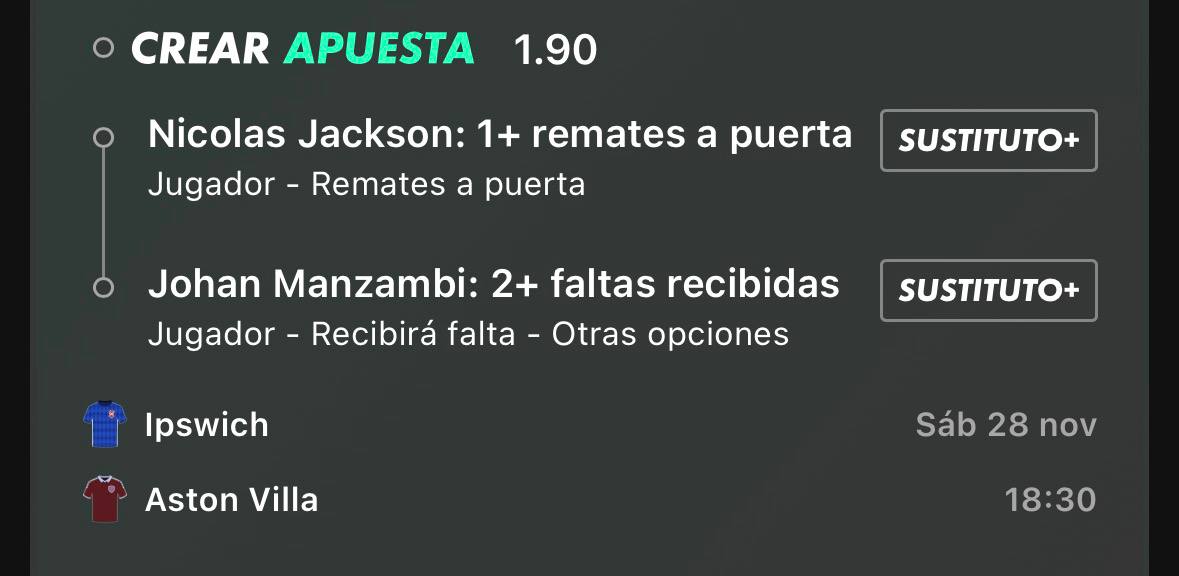 CREAR APUESTA 1.90
Nicolas Jackson: 1+ remates a puerta SUSTITUTO+
Jugador - Remates a puerta
Johan Manzambi: 2+ faltas recibidas SUSTITUTO+
Jugador - Recibirá falta - Otras opciones
Ipswich Sáb 28 nov
Aston Villa 18:30